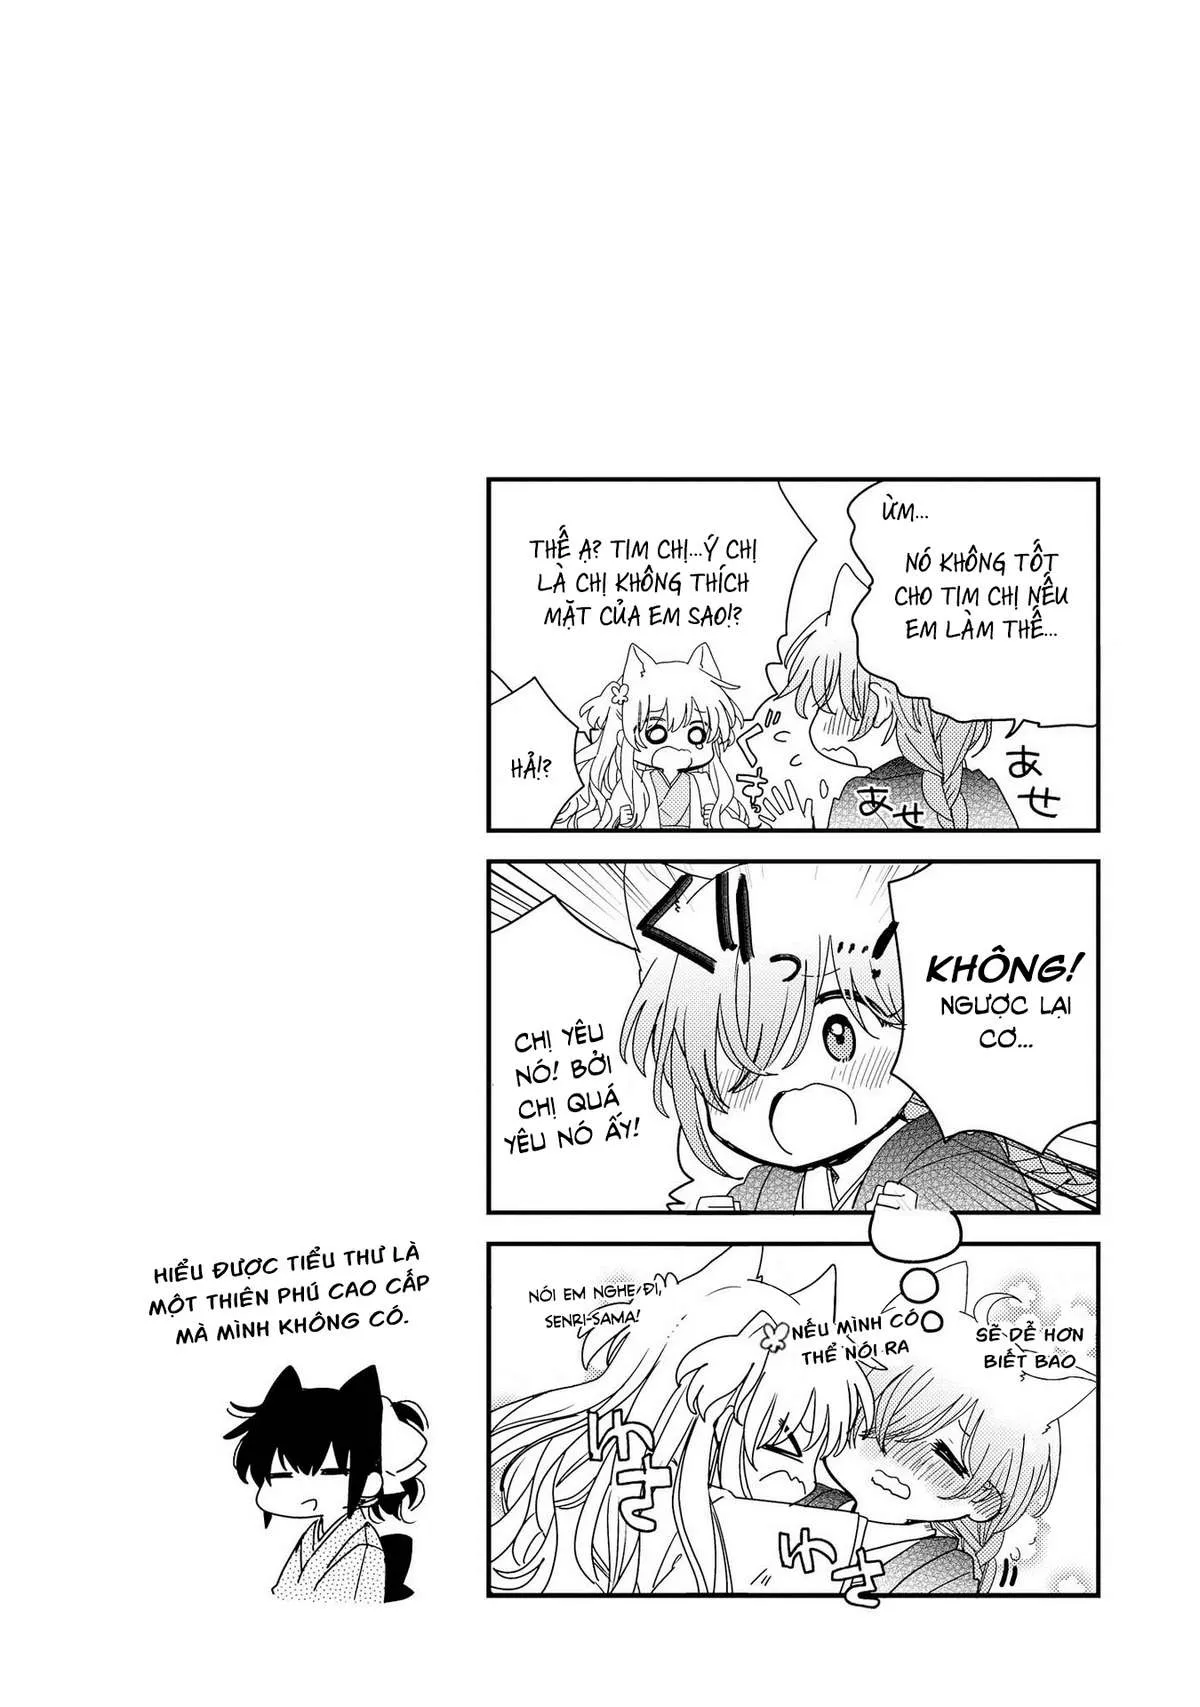 ỪM...
NÓ KHÔNG TỐT
CHO TIM CHỊ NẾU
EM LÀM THẾ...
THẾ Ạ? TIM CHỊ...Ý CHỊ
LÀ CHỊ KHÔNG THÍCH
MẶT CỦA EM SAO!?
HẢ!?
あせ
あせ
KHÔNG!
NGƯỢC LẠI
CƠ...
CHỊ YÊU
NÓ! BỞI
CHỊ QUÁ
YÊU NÓ ẤY!
SẼ DỄ HƠN
BIẾT BAO
NẾU MÌNH CÓ
THỂ NÓI RA
NÓI EM NGHE ĐI,
SENRI-SAMA!
ゆさ
ゆさ
HIỂU ĐƯỢC TIỂU THƯ LÀ
MỘT THIÊN PHÚ CAO CẤP
MÀ MÌNH KHÔNG CÓ.